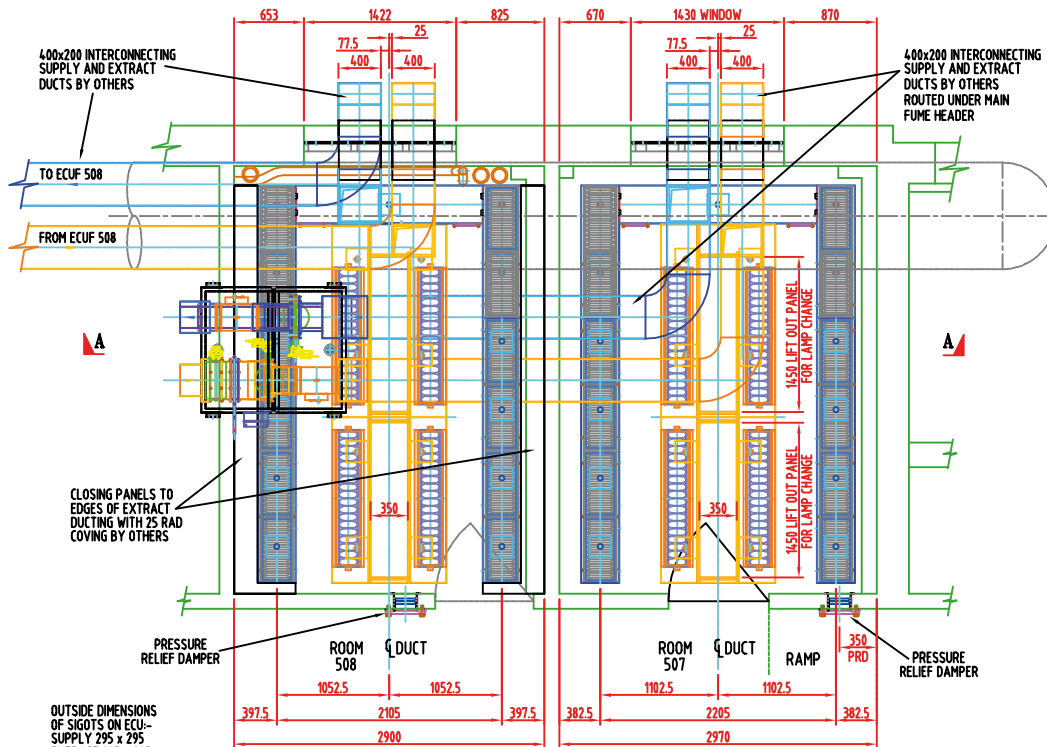 653
1422
825
670
1430 WINDOW
870
25
77.5
400
400
25
77.5
400
400
400x200 INTERCONNECTING
SUPPLY AND EXTRACT
DUCTS BY OTHERS
400x200 INTERCONNECTING
SUPPLY AND EXTRACT
DUCTS BY OTHERS
ROUTED UNDER MAIN
FUME HEADER
TO ECUF 508
FROM ECUF 508
A
A
1450 LIFT OUT PANEL
FOR LAMP CHANGE
1450 LIFT OUT PANEL
FOR LAMP CHANGE
CLOSING PANELS TO
EDGES OF EXTRACT
DUCTING WITH 25 RAD
COVING BY OTHERS
350
350
PRESSURE
RELIEF DAMPER
ROOM
508
℄ DUCT
ROOM
507
℄ DUCT
RAMP
350
PRD
PRESSURE
RELIEF DAMPER
1052.5
1052.5
1102.5
1102.5
397.5
2105
397.5
382.5
2205
382.5
2900
2970
OUTSIDE DIMENSIONS
OF SIGOTS ON ECU:-
SUPPLY 295 x 295